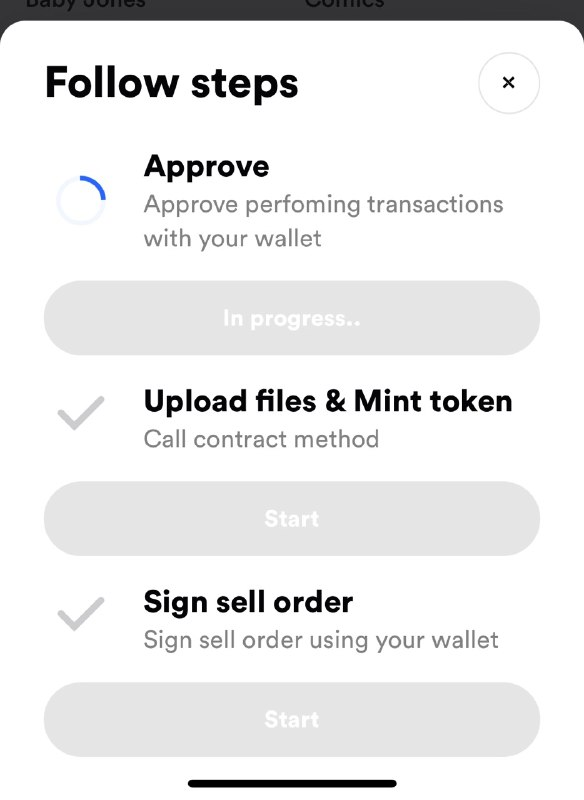 Baby Jones Comics
Follow steps
Approve
Approve perfoming transactions
with your wallet
In progress..
Upload files & Mint token
Call contract method
Start
Sign sell order
Sign sell order using your wallet
Start